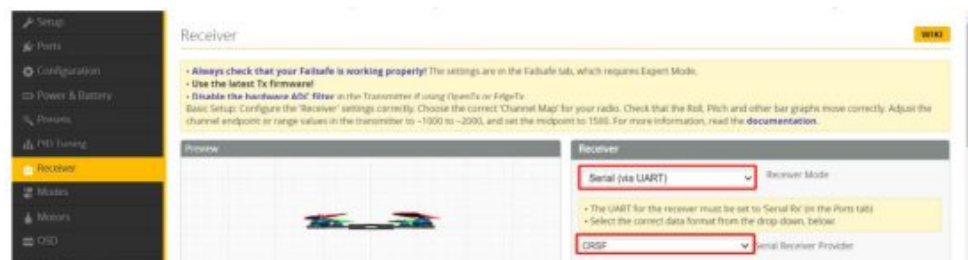 Setup
Ports
Configuration
Power & Battery
Presets
PID Tuning
Receiver
Modes
Motors
OSD
Receiver
WIKI
• Always check that your Failsafe is working properly! The settings are in the Failsafe tab, which requires Expert Mode.
• Use the latest Tx firmware!
• Disable the hardware ADC filter in the Transmitter if using OpenTx or EdgeTx
Basic Setup: Configure the 'Receiver' settings correctly. Choose the correct 'Channel Map' for your radio. Check that the Roll, Pitch and other bar graphs move correctly. Adjust the
channel endpoint or range values in the transmitter to ~1000 to ~2000, and set the midpoint to 1500. For more information, read the documentation.
Preview
Receiver
Serial (via UART)
Receiver Mode
• The UART for the receiver must be set to 'Serial Rx' (in the Ports tab)
• Select the correct data format from the drop-down, below:
CRSF
Serial Receiver Provider